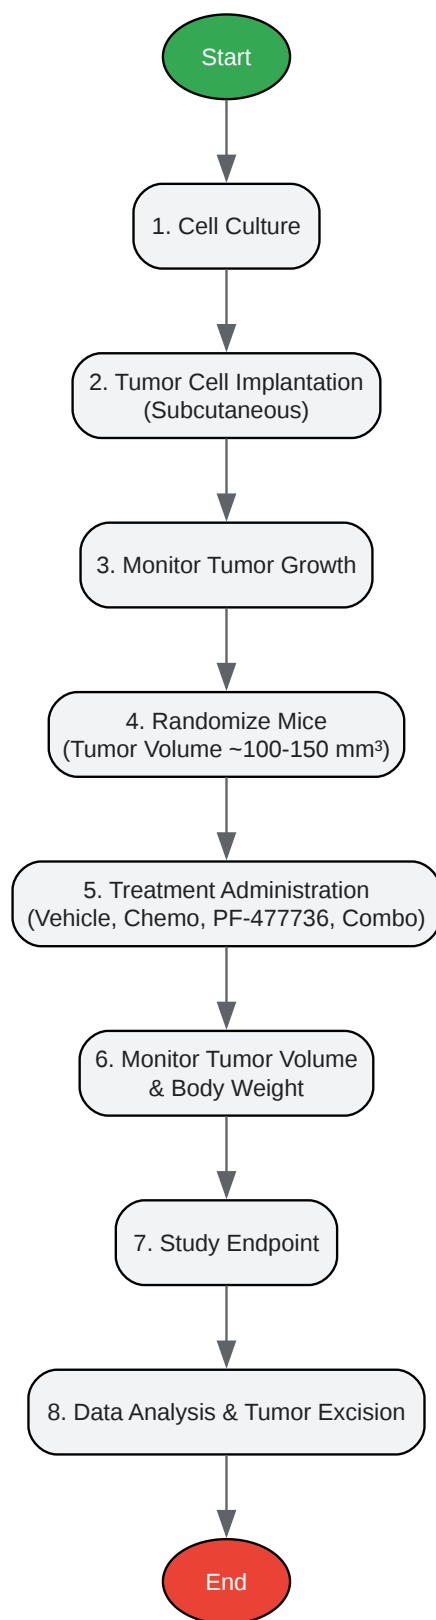 Start
1. Cell Culture
2. Tumor Cell Implantation
(Subcutaneous)
3. Monitor Tumor Growth
4. Randomize Mice
(Tumor Volume ~100-150 mm³)
5. Treatment Administration
(Vehicle, Chemo, PF-477736, Combo)
6. Monitor Tumor Volume
& Body Weight
7. Study Endpoint
8. Data Analysis & Tumor Excision
End